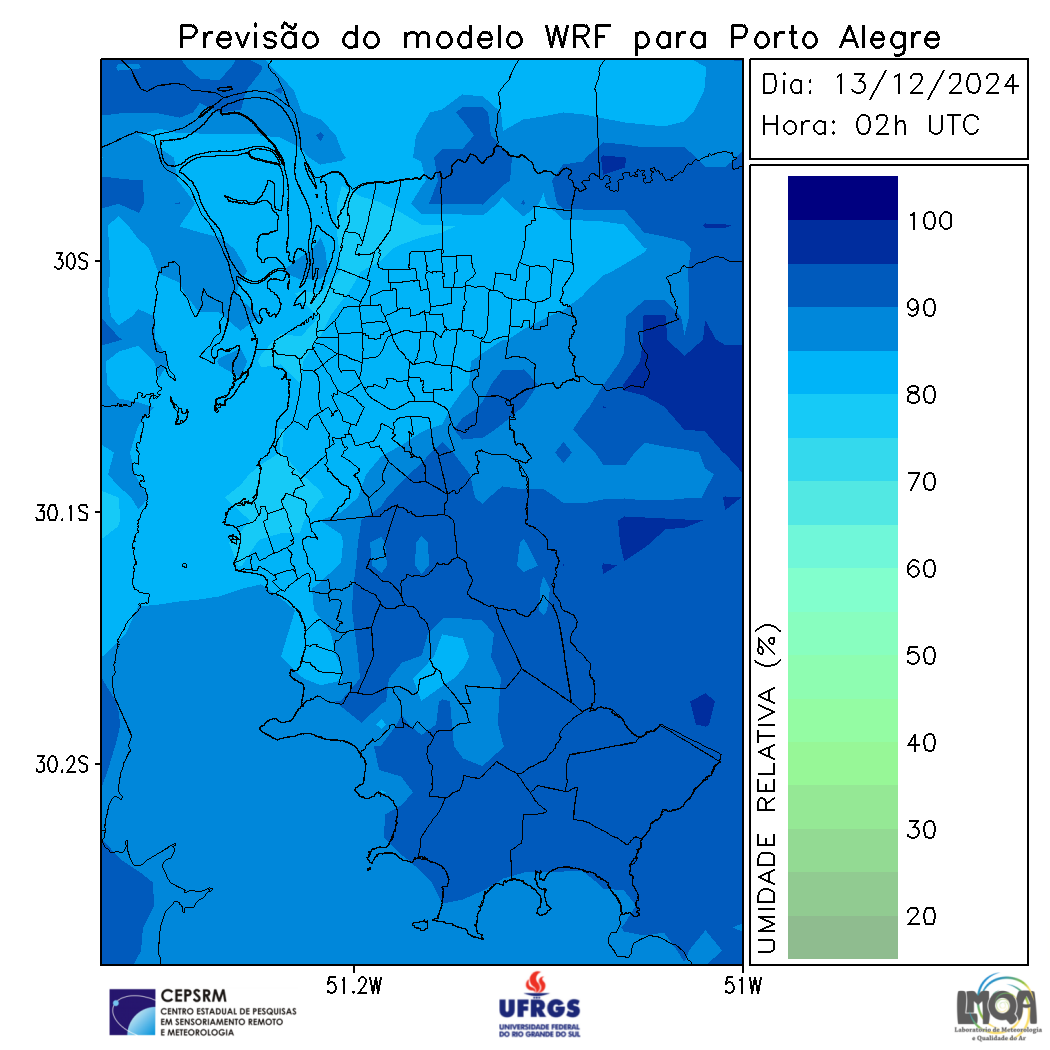 Previsão do modelo WRF para Porto Alegre
Dia: 13/12/2024
Hora: 02h UTC
30S
30.1S
30.2S
51.2W
51W
UMIDADE RELATIVA (%)
100
90
80
70
60
50
40
30
20
CEPSRM
CENTRO ESTADUAL DE PESQUISAS
EM SENSORIAMENTO REMOTO
E METEOROLOGIA
UFRGS
UNIVERSIDADE FEDERAL
DO RIO GRANDE DO SUL
LMQA
Laboratório de Meteorologia
e Qualidade do Ar